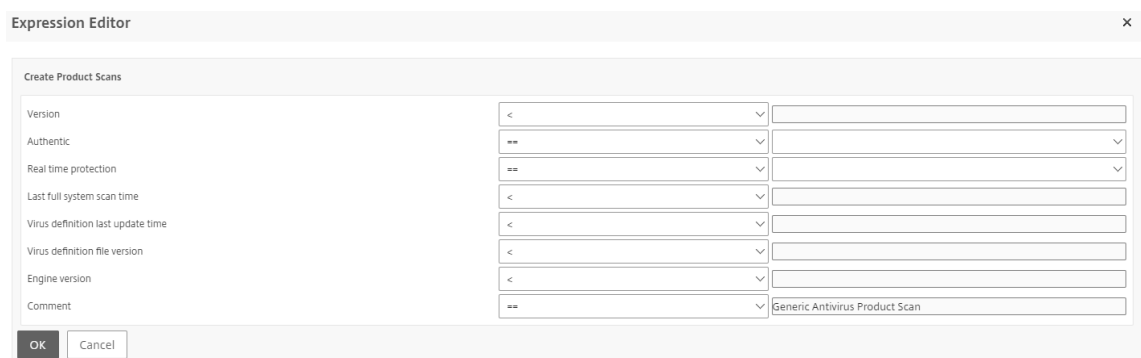 Expression Editor ×
Create Product Scans
Version <
Authentic ==
Real time protection ==
Last full system scan time <
Virus definition last update time <
Virus definition file version <
Engine version <
Comment == Generic Antivirus Product Scan
OK Cancel